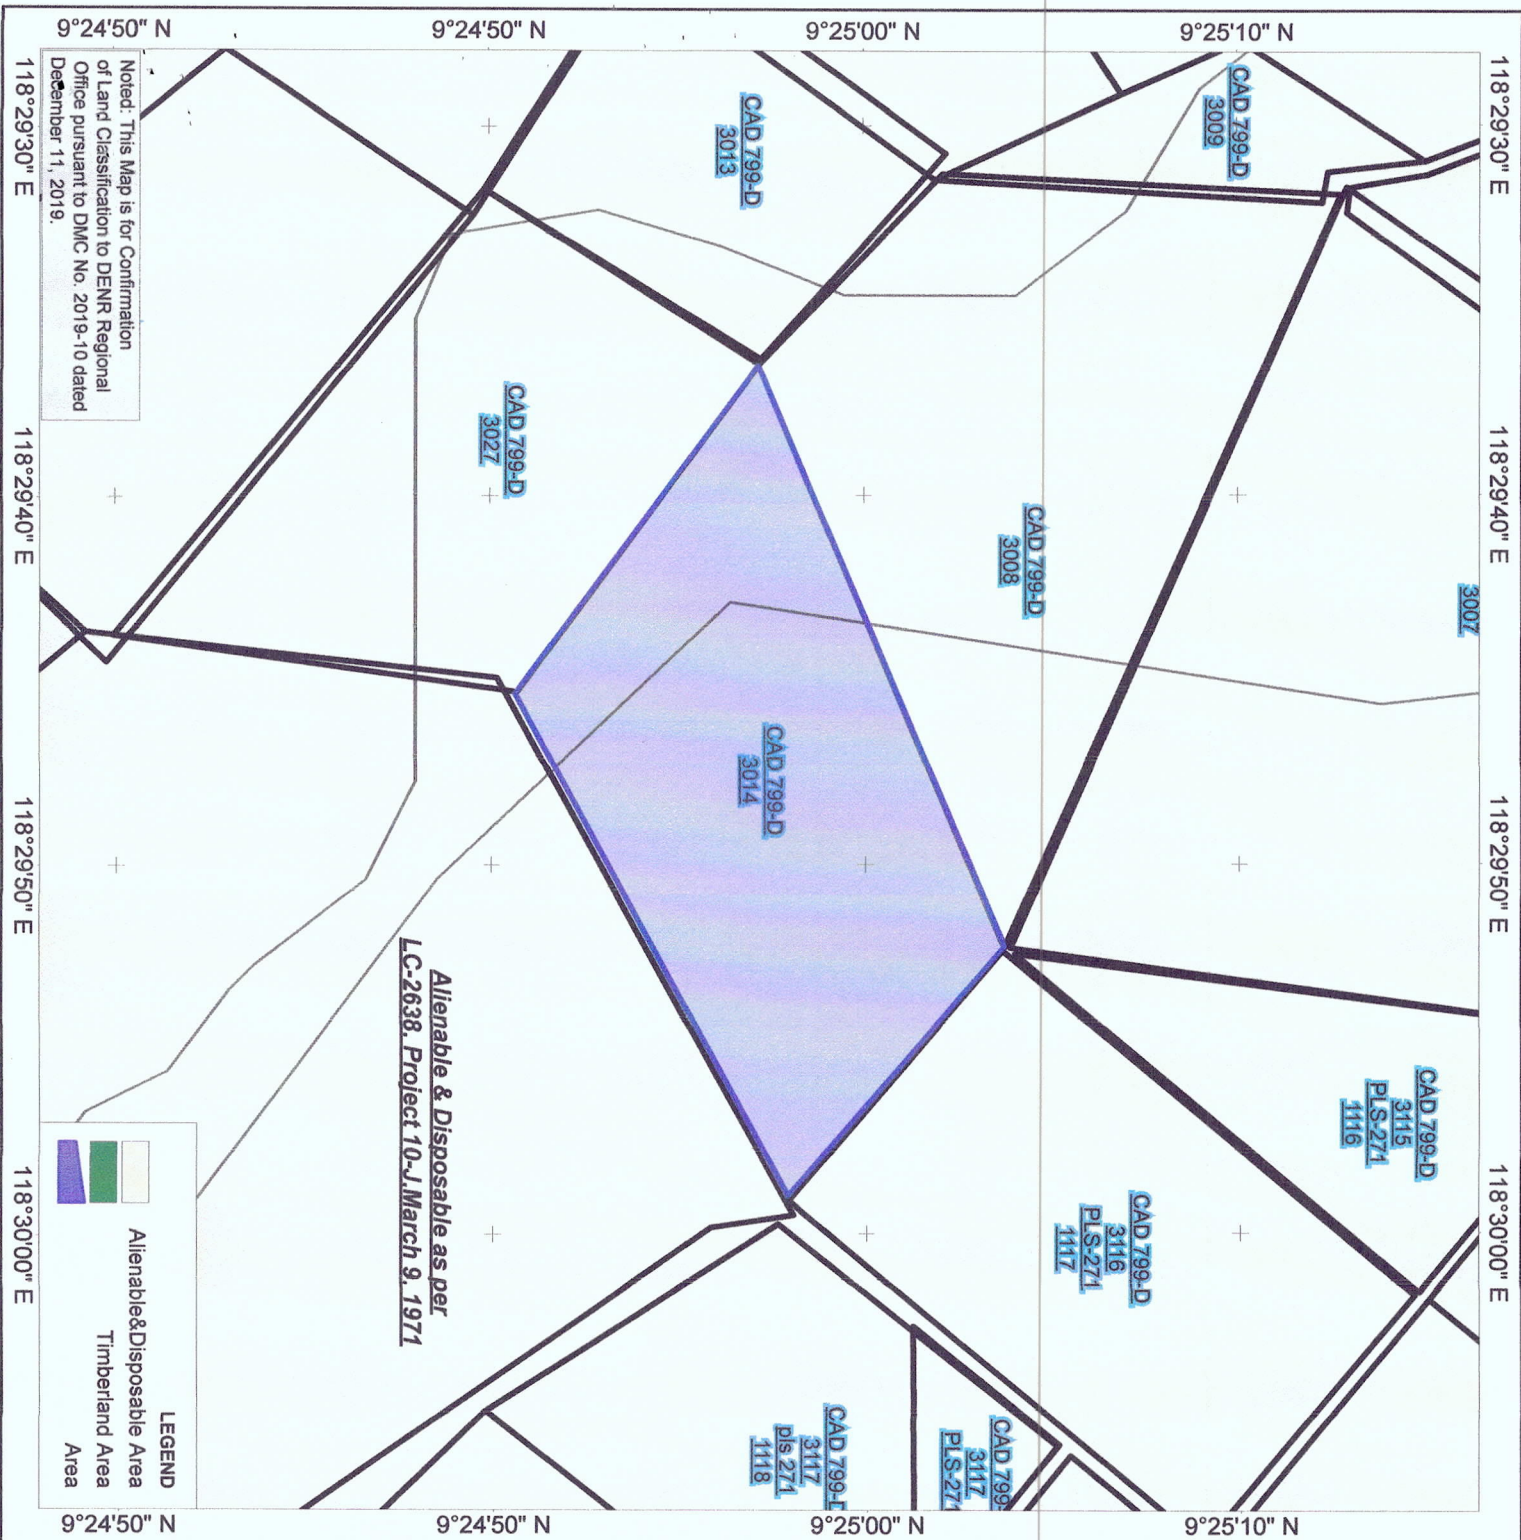 9°24'50" N
9°24'50" N
9°25'00" N
9°25'10" N
118°29'30" E
118°29'40" E
118°29'50" E
118°30'00" E
CAD 799-D
3009
CAD 799-D
3013
3007
CAD 799-D
3008
CAD 799-D
3027
CAD 799-D
3014
CAD 799-D
3115
PLS-271
1116
CAD 799-D
3116
PLS-271
1117
CAD 799-
3117
PLS-271
CAD 799-D
3117
pls 271
1118
Alienable & Disposable as per
LC-2638. Project 10-J.March 9, 1971
Noted: This Map is for Confirmation
of Land Classification to DENR Regional
Office pursuant to DMC No. 2019-10 dated
December 11, 2019.
LEGEND
Alienable&Disposable Area
Timberland Area
Area
118°29'30" E
118°29'40" E
118°29'50" E
118°30'00" E
9°24'50" N
9°24'50" N
9°25'00" N
9°25'10" N